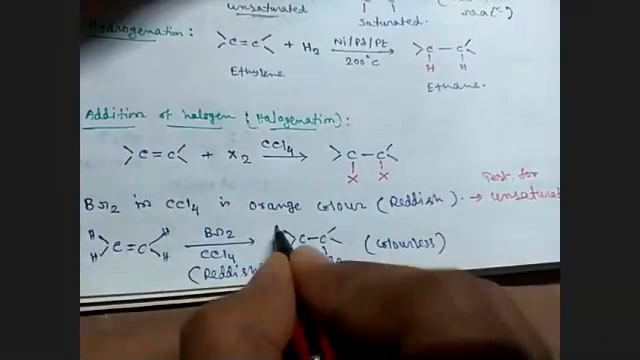 unsaturated
Saturated.
Hydrogenation:
>C=C< + H2 Ni/Pd/Pt 200°C >C-C<
H H
Ethylene
Ethane.
Addition of halogen (Halogenation):
>C=C< + X2 CCl4 >C-C<
X X
Test for
Br2 in CCl4 is orange colour (Reddish). → unsaturat
H H
>C=C< Br2 CCl4 >C-C< (Colourless)
H H
(Reddish